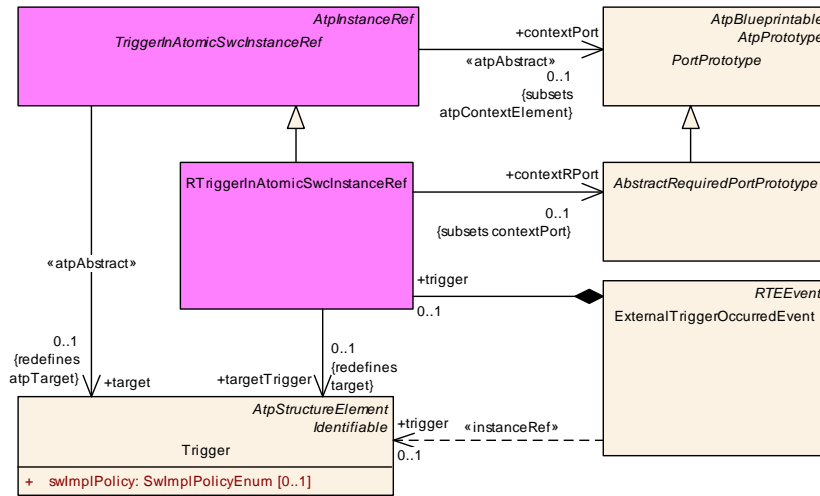 AtpInstanceRef
TriggerInAtomicSwcInstanceRef
+contextPort
«atpAbstract»
0..1
{subsets
atpContextElement}
AtpBlueprintable
AtpPrototype
PortPrototype
RTriggerInAtomicSwcInstanceRef
+contextRPort
0..1
{subsets contextPort}
AbstractRequiredPortPrototype
«atpAbstract»
+trigger
0..1
RTEEvent
ExternalTriggerOccurredEvent
0..1
{redefines
atpTarget}
+target
0..1
{redefines
target}
+targetTrigger
AtpStructureElement
Identifiable
Trigger
+ swImplPolicy: SwImplPolicyEnum [0..1]
+trigger
«instanceRef»
0..1